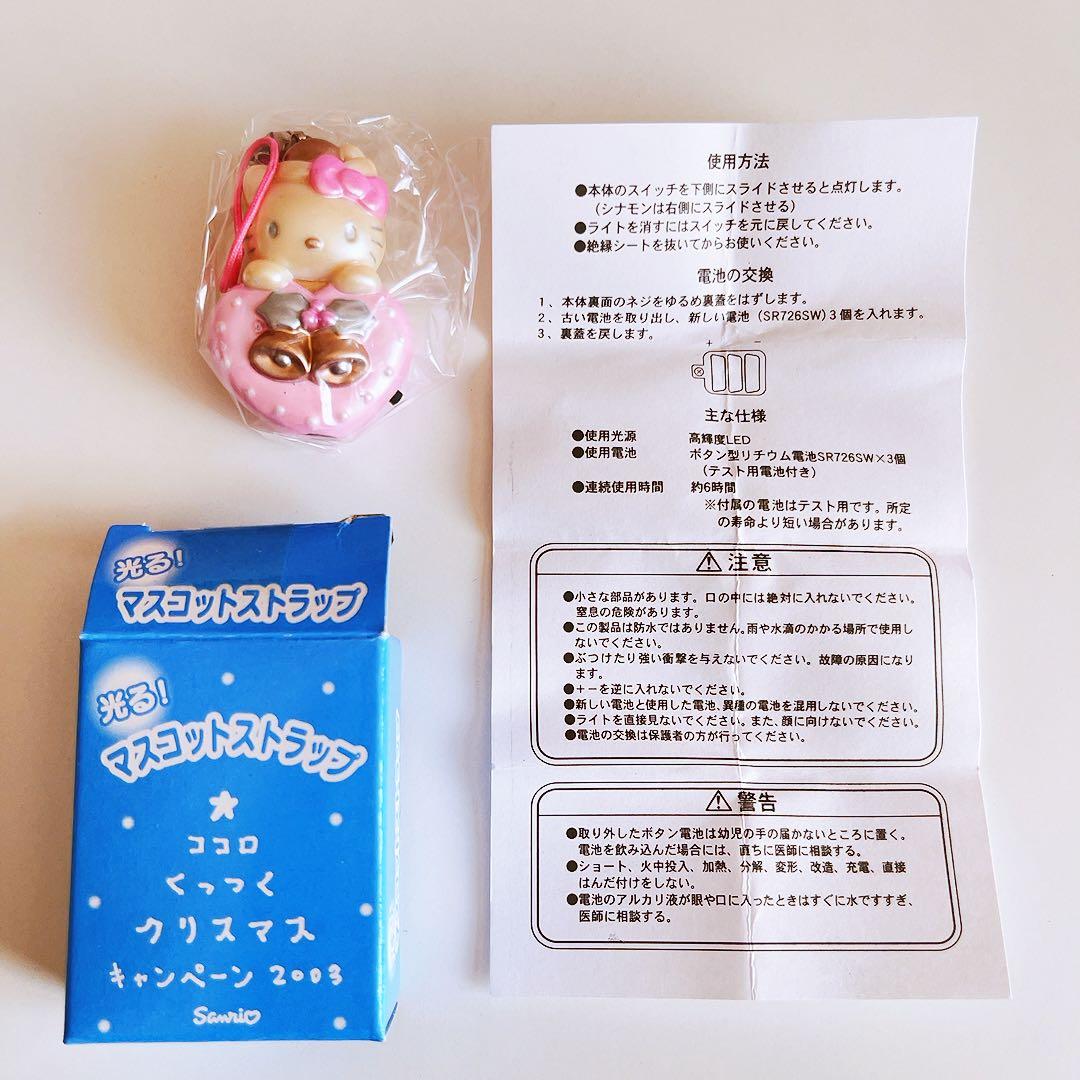 使用方法
●本体のスイッチを下側にスライドさせると点灯します。
（シナモンは右側にスライドさせる）
●ライトを消すにはスイッチを元に戻してください。
●絶縁シートを抜いてからお使いください。
電池の交換
1、本体裏面のネジをゆるめ裏蓋をはずします。
2、古い電池を取り出し、新しい電池（SR726SW）3個を入れます。
3、裏蓋を戻します。
＋ －
主な仕様
●使用光源 高輝度LED
●使用電池 ボタン型リチウム電池SR726SW×3個
（テスト用電池付き）
●連続使用時間 約6時間
※付属の電池はテスト用です。所定
の寿命より短い場合があります。
⚠注意
●小さな部品があります。口の中には絶対に入れないでください。
窒息の危険があります。
●この製品は防水ではありません。雨や水滴のかかる場所で使用し
ないでください。
●ぶつけたり強い衝撃を与えないでください。故障の原因になり
ます。
●＋－を逆に入れないでください。
●新しい電池と使用した電池、異種の電池を混用しないでください。
●ライトを直接見ないでください。また、顔に向けないでください。
●電池の交換は保護者の方が行ってください。
⚠警告
●取り外したボタン電池は幼児の手の届かないところに置く。
電池を飲み込んだ場合には、直ちに医師に相談する。
●ショート、火中投入、加熱、分解、変形、改造、充電、直接
はんだ付けをしない。
●電池のアルカリ液が眼や口に入ったときはすぐに水ですすぎ、
医師に相談する。
光る！
マスコットストラップ
光る！
マスコットストラップ
ココロ
くっつく
クリスマス
キャンペーン 2003
Sanrio